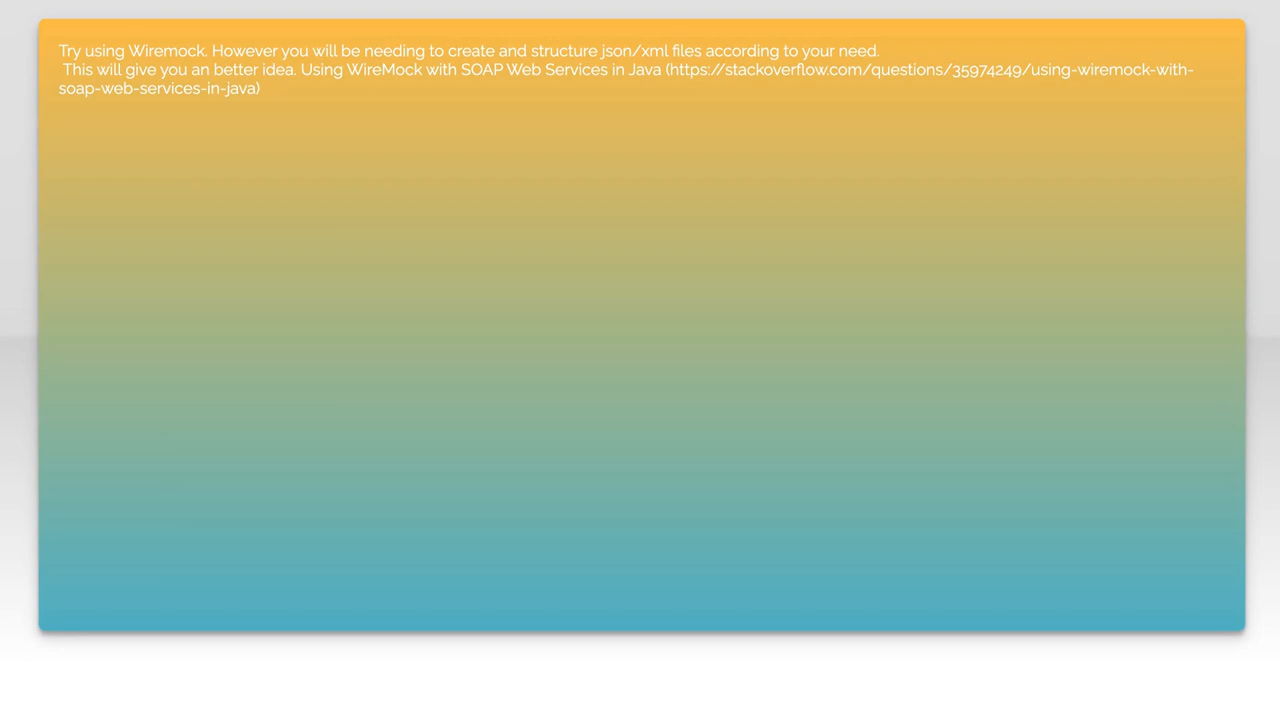 Try using Wiremock. However you will be needing to create and structure json/xml files according to your need.
This will give you an better idea. Using WireMock with SOAP Web Services in Java (https://stackoverflow.com/questions/35974249/using-wiremock-with-
soap-web-services-in-java)